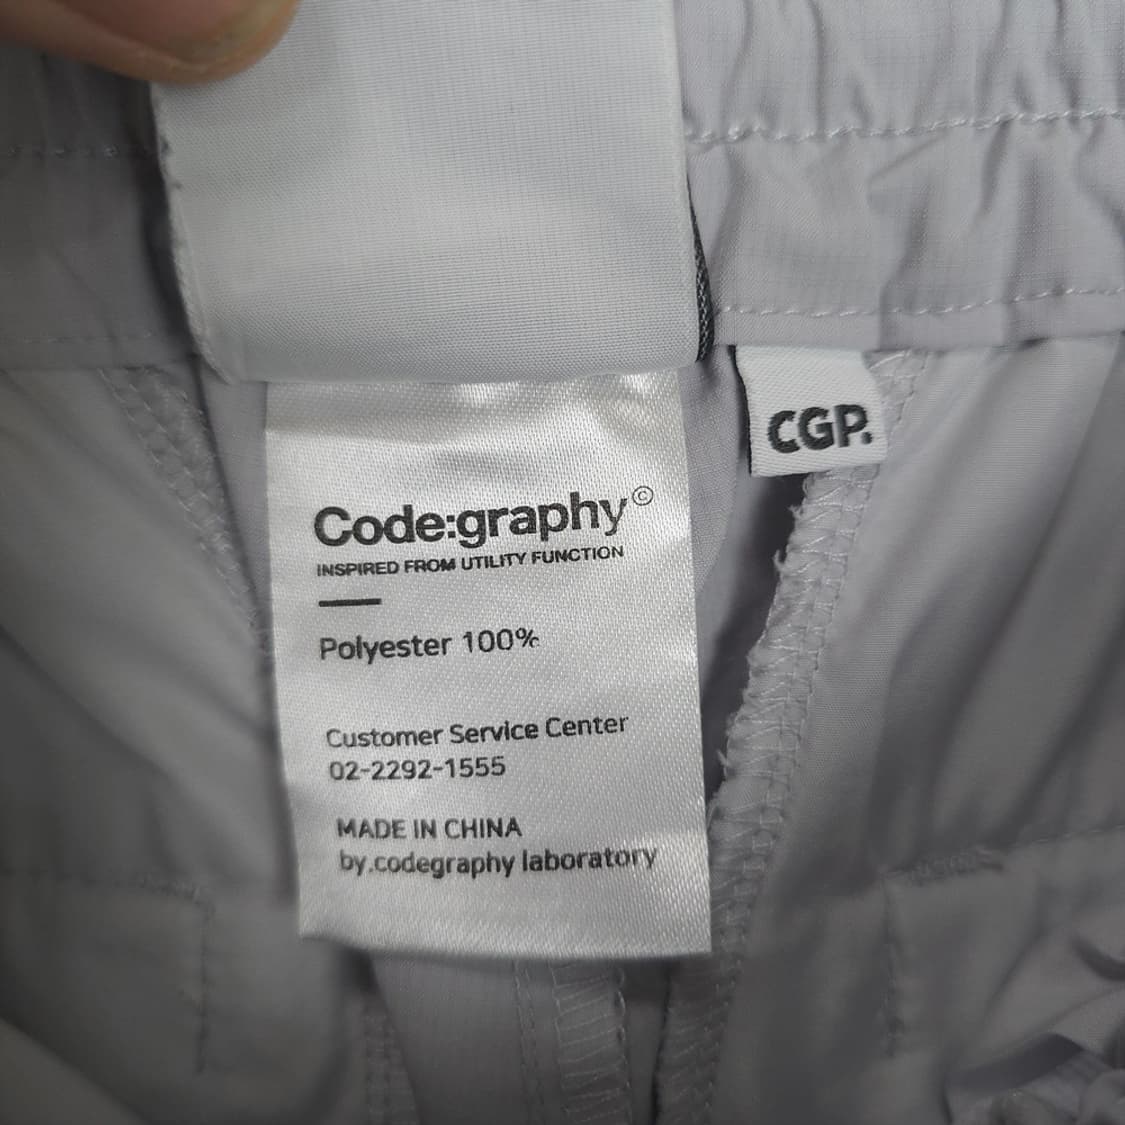 CGP.
Code:graphy©
INSPIRED FROM UTILITY FUNCTION
Polyester 100%
Customer Service Center
02-2292-1555
MADE IN CHINA
by.codegraphy laboratory